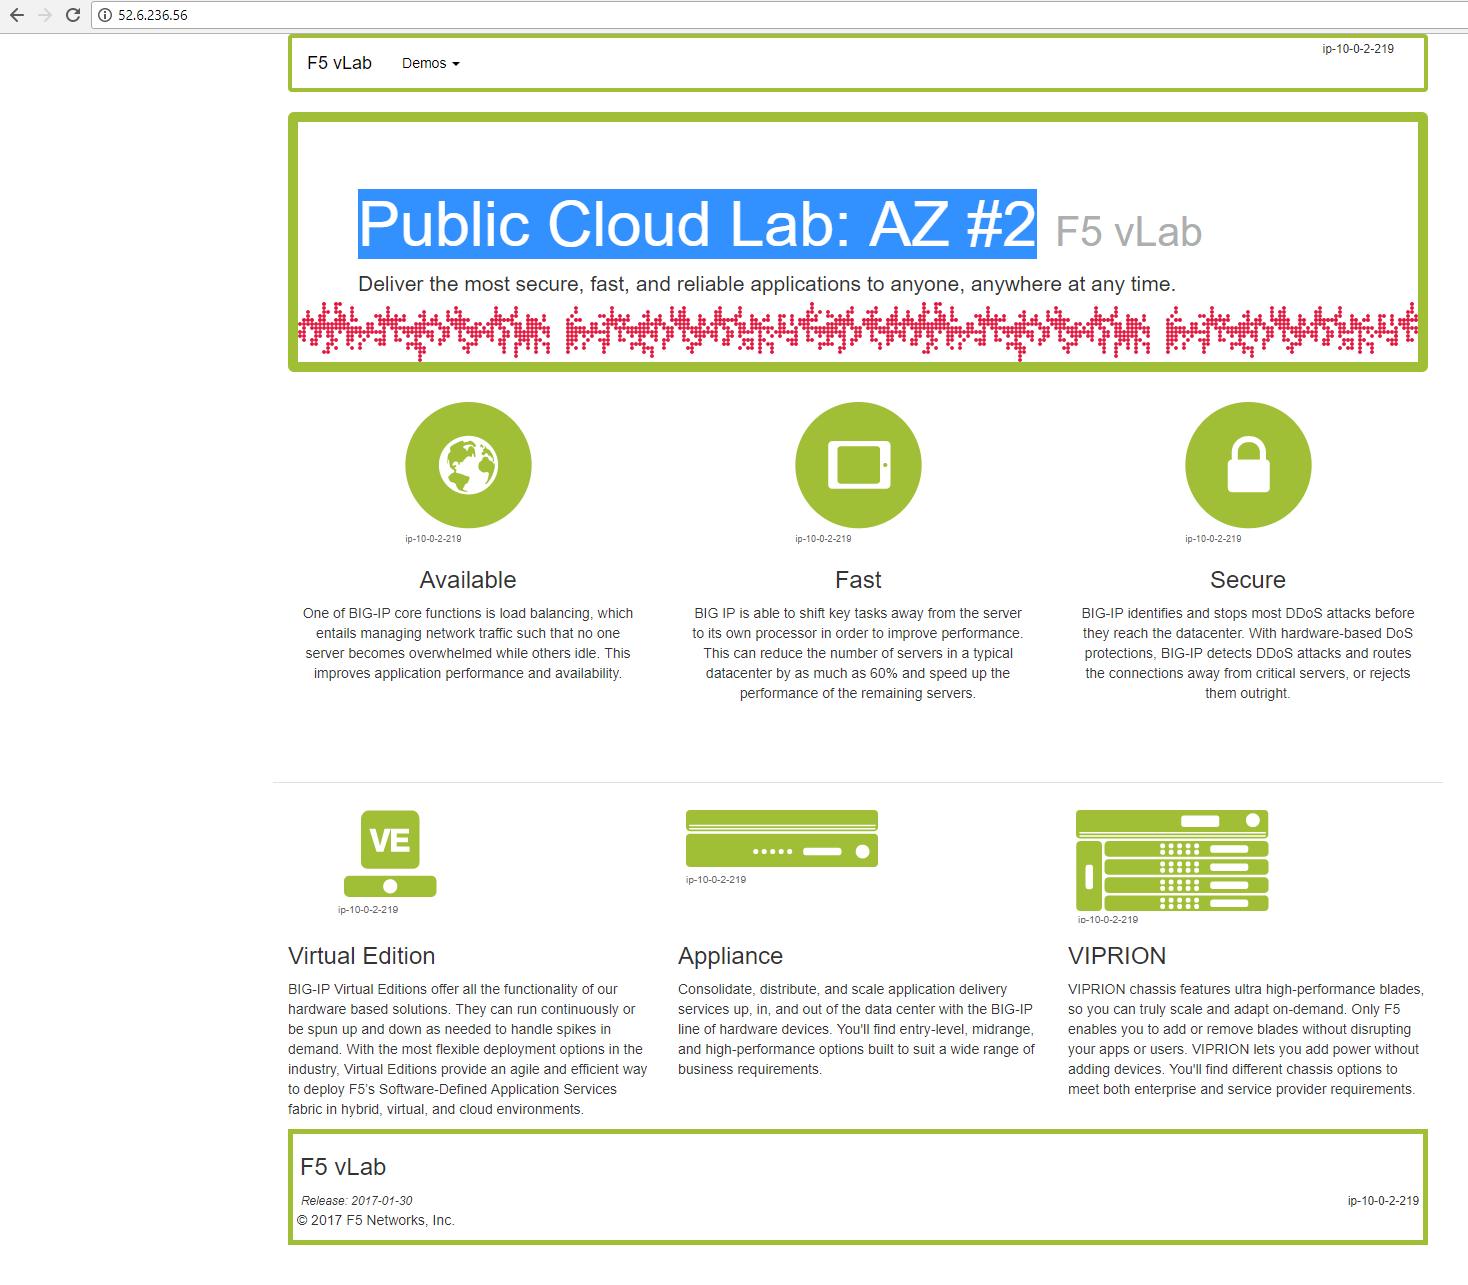 52.6.236.56
F5 vLab
Demos
ip-10-0-2-219
Public Cloud Lab: AZ #2 F5 vLab
Deliver the most secure, fast, and reliable applications to anyone, anywhere at any time.
ip-10-0-2-219
Available
One of BIG-IP core functions is load balancing, which
entails managing network traffic such that no one
server becomes overwhelmed while others idle. This
improves application performance and availability.
ip-10-0-2-219
Fast
BIG IP is able to shift key tasks away from the server
to its own processor in order to improve performance.
This can reduce the number of servers in a typical
datacenter by as much as 60% and speed up the
performance of the remaining servers.
ip-10-0-2-219
Secure
BIG-IP identifies and stops most DDoS attacks before
they reach the datacenter. With hardware-based DoS
protections, BIG-IP detects DDoS attacks and routes
the connections away from critical servers, or rejects
them outright.
VE
ip-10-0-2-219
Virtual Edition
BIG-IP Virtual Editions offer all the functionality of our
hardware based solutions. They can run continuously or
be spun up and down as needed to handle spikes in
demand. With the most flexible deployment options in the
industry, Virtual Editions provide an agile and efficient way
to deploy F5's Software-Defined Application Services
fabric in hybrid, virtual, and cloud environments.
ip-10-0-2-219
Appliance
Consolidate, distribute, and scale application delivery
services up, in, and out of the data center with the BIG-IP
line of hardware devices. You'll find entry-level, midrange,
and high-performance options built to suit a wide range of
business requirements.
ip-10-0-2-219
VIPRION
VIPRION chassis features ultra high-performance blades,
so you can truly scale and adapt on-demand. Only F5
enables you to add or remove blades without disrupting
your apps or users. VIPRION lets you add power without
adding devices. You'll find different chassis options to
meet both enterprise and service provider requirements.
F5 vLab
Release: 2017-01-30
ip-10-0-2-219
© 2017 F5 Networks, Inc.